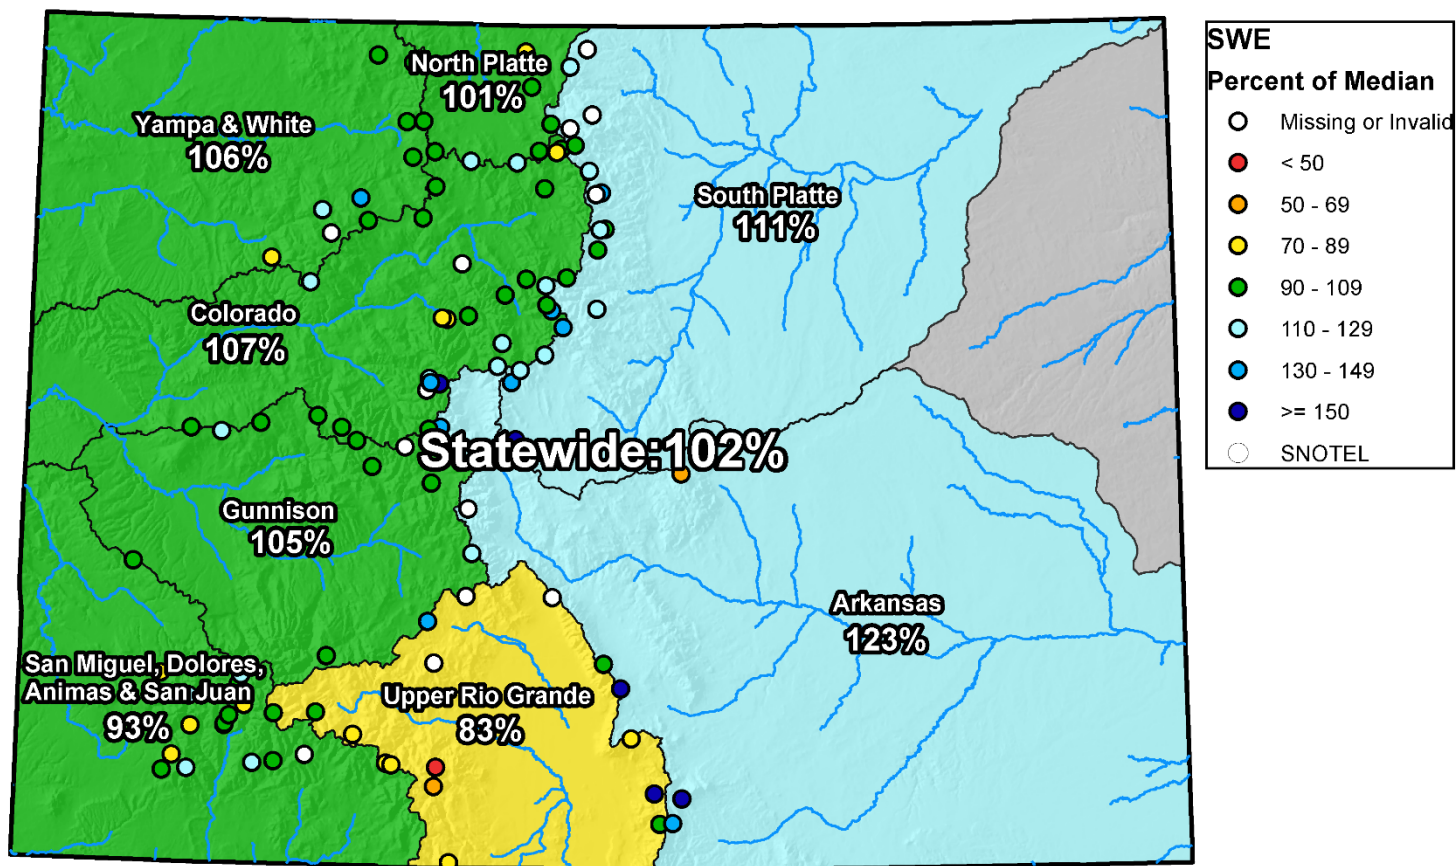 North Platte
101%
Yampa & White
106%
South Platte
111%
Colorado
107%
Statewide:102%
Gunnison
105%
Arkansas
123%
San Miguel, Dolores,
Animas & San Juan
93%
Upper Rio Grande
83%
SWE
Percent of Median
Missing or Invalid
< 50
50 - 69
70 - 89
90 - 109
110 - 129
130 - 149
>= 150
SNOTEL